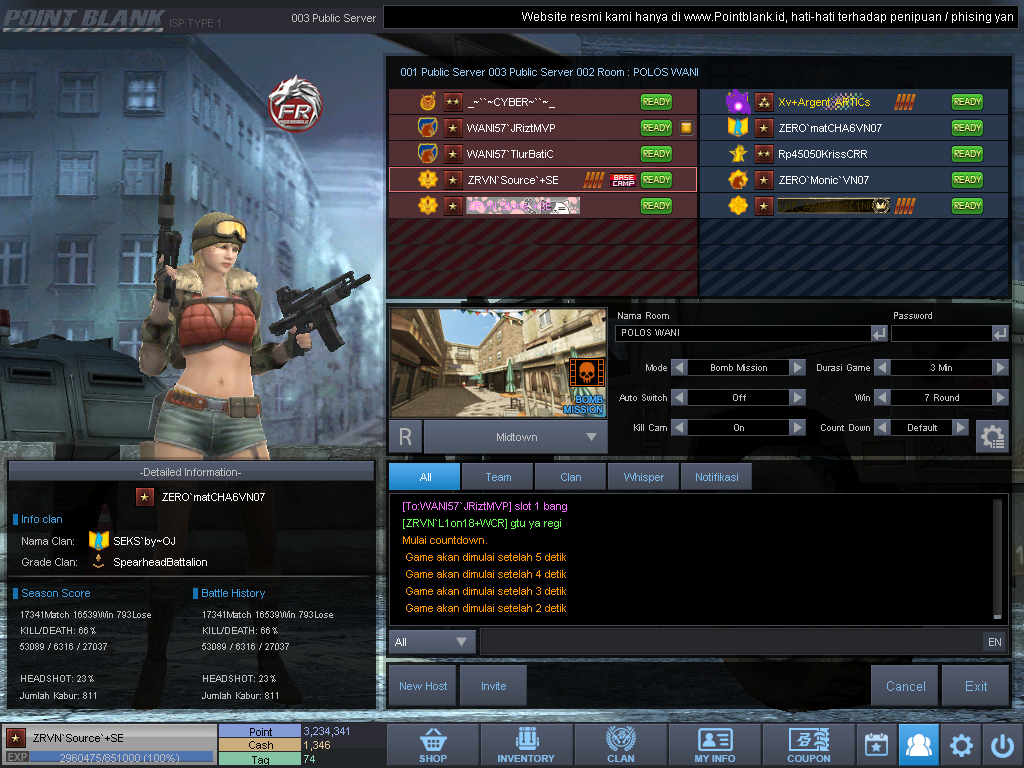 POINT BLANK ISP TYPE 1 003 Public Server Website resmi kami hanya di www.Pointblank.id, hati-hati terhadap penipuan / phising yan
001 Public Server 003 Public Server 002 Room : POLOS WANI
_~``~CYBER~``~_ READY
WANI57`JRiztMVP READY
WANI57`TlurBatiC READY
ZRVN`Source`+SE BASE CAMP READY
READY
Xv+Argent-ARTICs READY
ZERO`matCHA6VN07 READY
Rp45050KrissCRR READY
ZERO`Monic`VN07 READY
READY
FR
BOMB MISSION
R Midtown
Nama Room Password
POLOS WANI
Mode Bomb Mission Durasi Game 3 Min
Auto Switch Off Win 7 Round
Kill Cam On Count Down Default
-Detailed Information-
ZERO`matCHA6VN07
Info clan
Nama Clan: SEKS`by~OJ
Grade Clan: SpearheadBattalion
Season Score Battle History
17341Match 16539Win 793Lose 17341Match 16539Win 793Lose
KILL/DEATH: 66% KILL/DEATH: 66%
53089 / 6316 / 27037 53089 / 6316 / 27037
HEADSHOT: 23% HEADSHOT: 23%
Jumlah Kabur: 811 Jumlah Kabur: 811
All Team Clan Whisper Notifikasi
[To:WANI57`JRiztMVP] slot 1 bang
[ZRVN`L1on18+WCR] gtu ya regi
Mulai countdown.
Game akan dimulai setelah 5 detik
Game akan dimulai setelah 4 detik
Game akan dimulai setelah 3 detik
Game akan dimulai setelah 2 detik
All EN
New Host Invite Cancel Exit
ZRVN`Source`+SE
EXP 2960475/851000 (100%)
Point 3,234,341
Cash 1,346
Tag 74
SHOP INVENTORY CLAN MY INFO COUPON